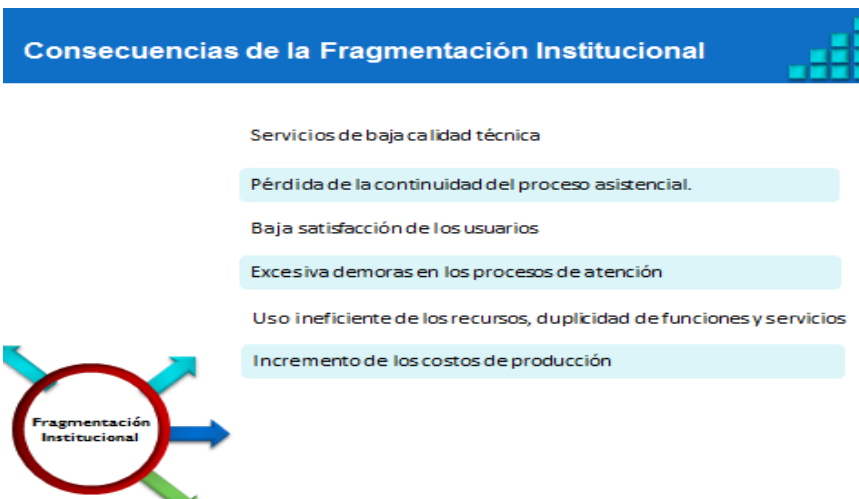 Consecuencias de la Fragmentación Institucional
Servicios de baja calidad técnica
Pérdida de la continuidad del proceso asistencial.
Baja satisfacción de los usuarios
Excesiva demoras en los procesos de atención
Uso ineficiente de los recursos, duplicidad de funciones y servicios
Incremento de los costos de producción
Fragmentación
Institucional